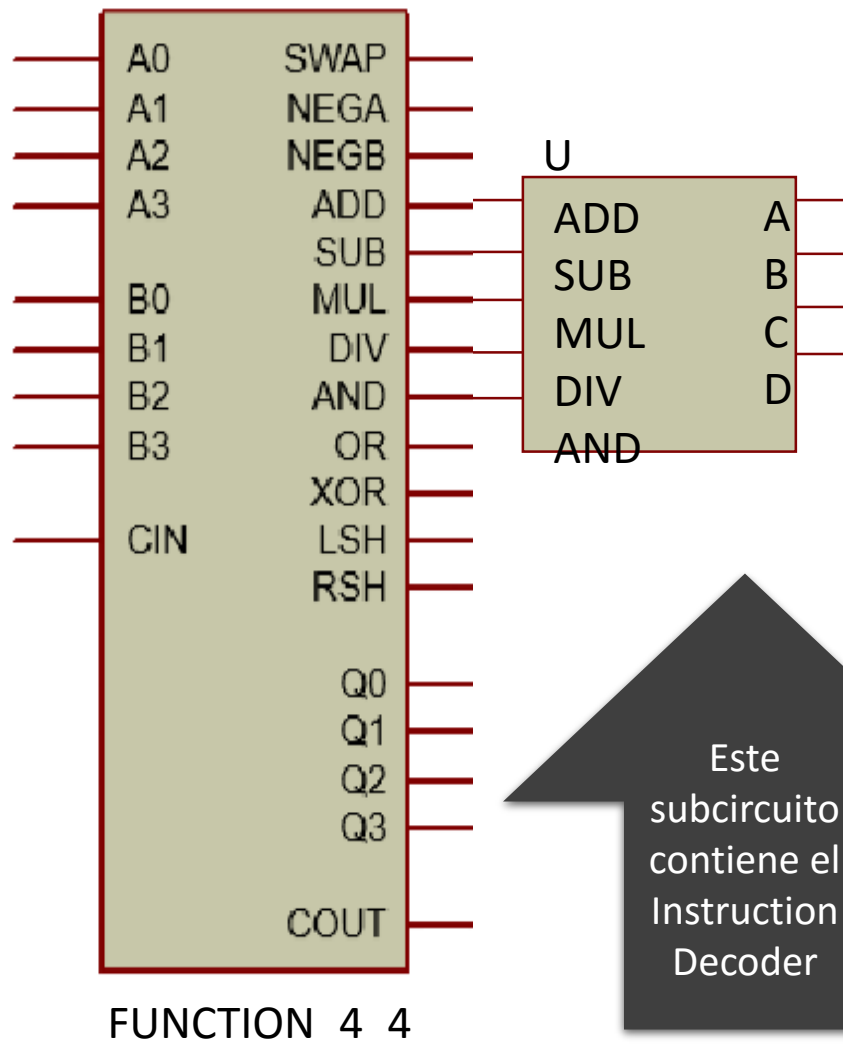 A0 SWAP
A1 NEGA
A2 NEGB
A3 ADD
SUB
B0 MUL
B1 DIV
B2 AND
B3 OR
XOR
CIN LSH
RSH
Q0
Q1
Q2
Q3
COUT
FUNCTION 4 4
U
ADD A
SUB B
MUL C
DIV D
AND
Este
subcircuito
contiene el
Instruction
Decoder